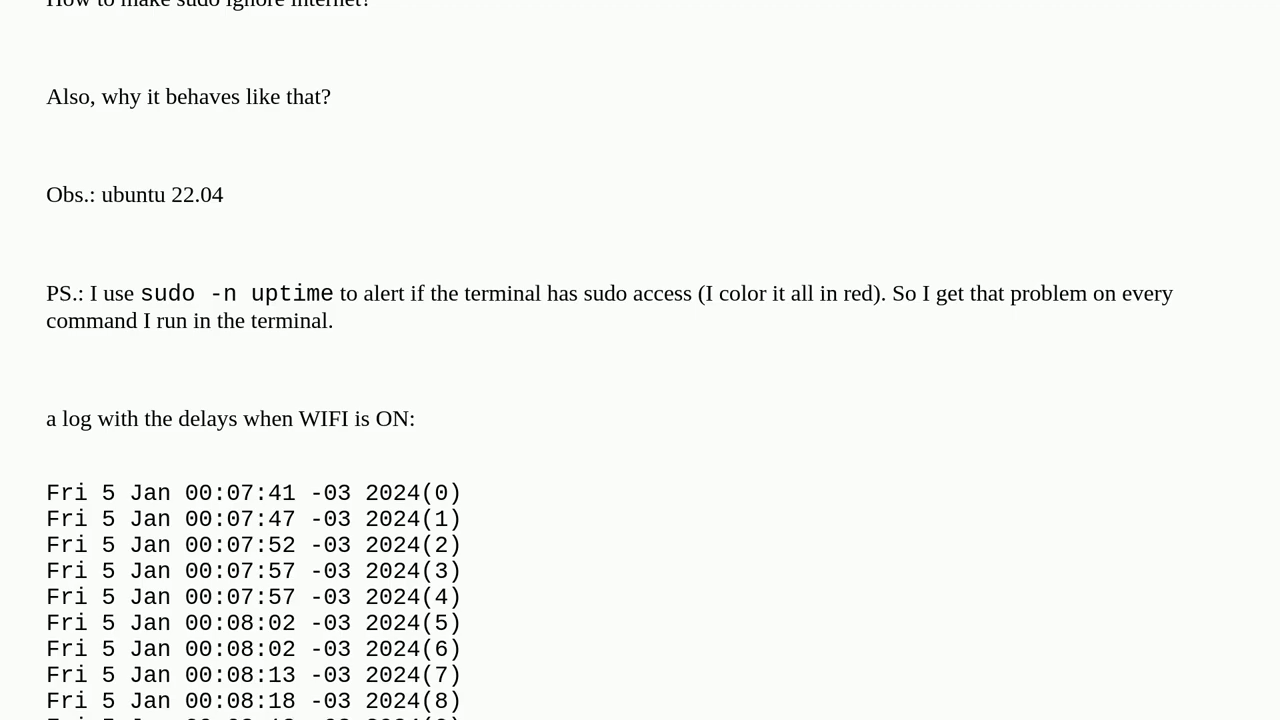 How to make sudo ignore internet?
Also, why it behaves like that?
Obs.: ubuntu 22.04
PS.: I use sudo -n uptime to alert if the terminal has sudo access (I color it all in red). So I get that problem on every
command I run in the terminal.
a log with the delays when WIFI is ON:
Fri 5 Jan 00:07:41 -03 2024(0)
Fri 5 Jan 00:07:47 -03 2024(1)
Fri 5 Jan 00:07:52 -03 2024(2)
Fri 5 Jan 00:07:57 -03 2024(3)
Fri 5 Jan 00:07:57 -03 2024(4)
Fri 5 Jan 00:08:02 -03 2024(5)
Fri 5 Jan 00:08:02 -03 2024(6)
Fri 5 Jan 00:08:13 -03 2024(7)
Fri 5 Jan 00:08:18 -03 2024(8)